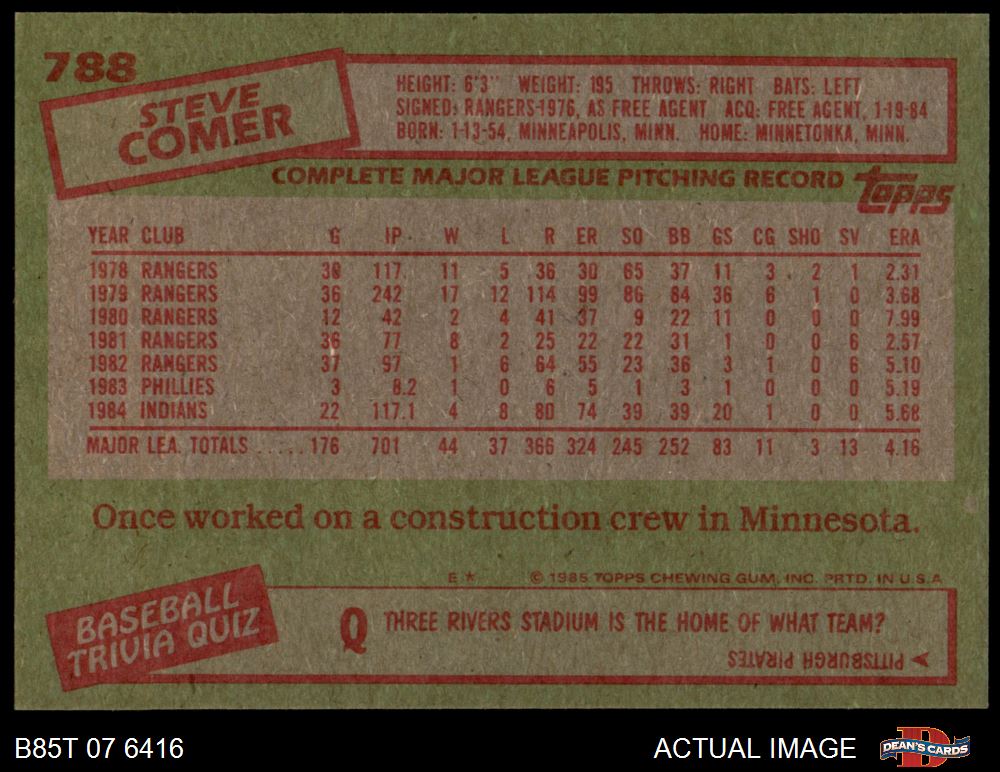 788
STEVE
COMER
HEIGHT: 6'3" WEIGHT: 195 THROWS: RIGHT BATS: LEFT
SIGNED: RANGERS-1976, AS FREE AGENT ACQ: FREE AGENT, 1-19-84
BORN: 1-13-54, MINNEAPOLIS, MINN. HOME: MINNETONKA, MINN.
COMPLETE MAJOR LEAGUE PITCHING RECORD topps
YEAR CLUB G IP W L R ER SO BB GS CG SHO SV ERA
1978 RANGERS 30 117. 11 5 36 30 65 37 11 3 2 1 2.31
1979 RANGERS 36 242 17 12 114 99 86 84 36 6 1 0 3.68
1980 RANGERS 12 42 2 4 41 37 9 22 11 0 0 0 7.99
1981 RANGERS 36 77 8 2 25 22 22 31 1 0 0 6 2.57
1982 RANGERS 37 97 1 6 64 55 23 36 3 1 0 6 5.10
1983 PHILLIES 3 8.2 1 0 6 5 1 3 1 0 0 0 5.19
1984 INDIANS 22 117.1 4 8 80 74 39 39 20 1 0 0 5.68
MAJOR LEA. TOTALS .....176 701 44 37 366 324 245 252 83 11 3 13 4.16
Once worked on a construction crew in Minnesota.
E* © 1985 TOPPS CHEWING GUM, INC. PRTD. IN U.S.A.
BASEBALL
TRIVIA QUIZ
Q THREE RIVERS STADIUM IS THE HOME OF WHAT TEAM?
PITTSBURGH PIRATES
B85T 07 6416 ACTUAL IMAGE DEAN'S CARDS